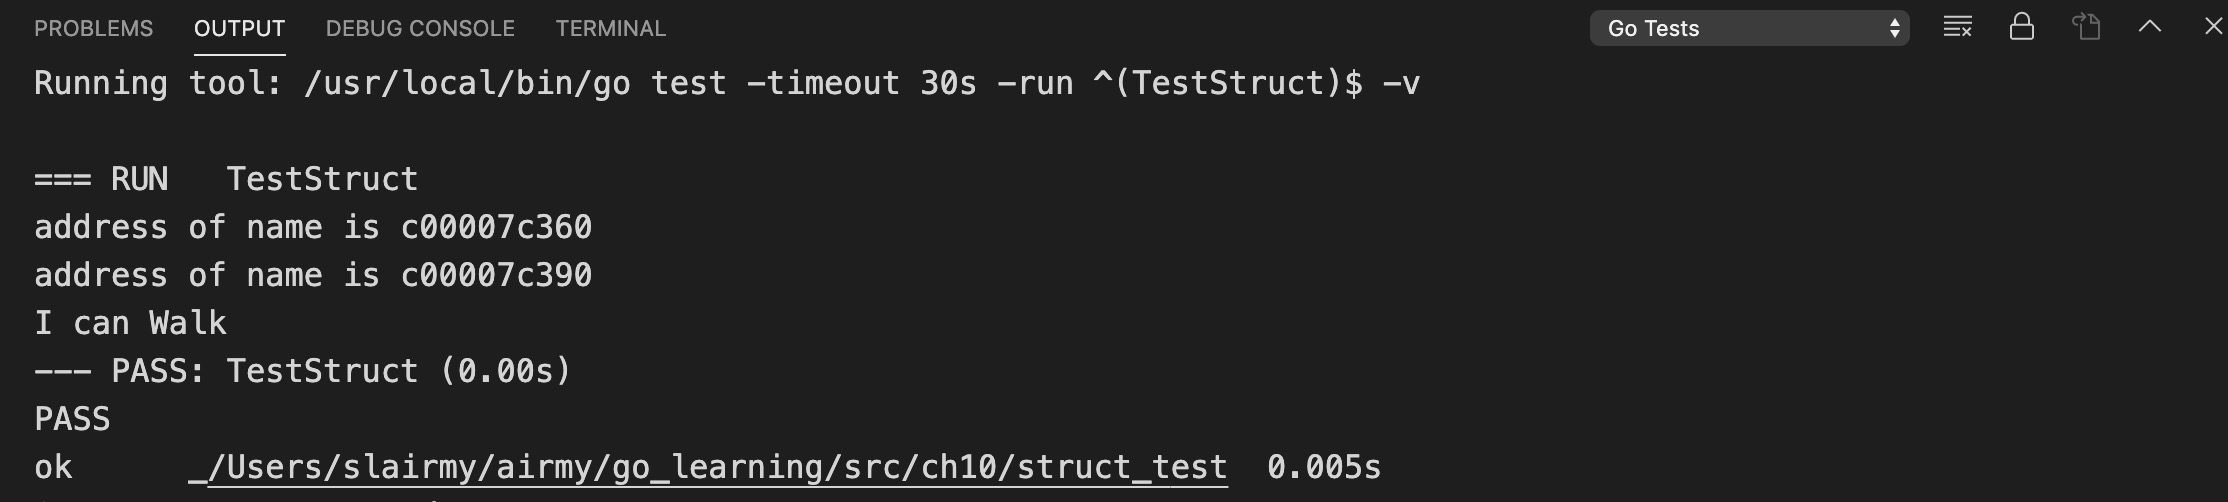 PROBLEMS OUTPUT DEBUG CONSOLE TERMINAL Go Tests
Running tool: /usr/local/bin/go test -timeout 30s -run ^(TestStruct)$ -v
=== RUN   TestStruct
address of name is c00007c360
address of name is c00007c390
I can Walk
--- PASS: TestStruct (0.00s)
PASS
ok      _/Users/slairmy/airmy/go_learning/src/ch10/struct_test  0.005s